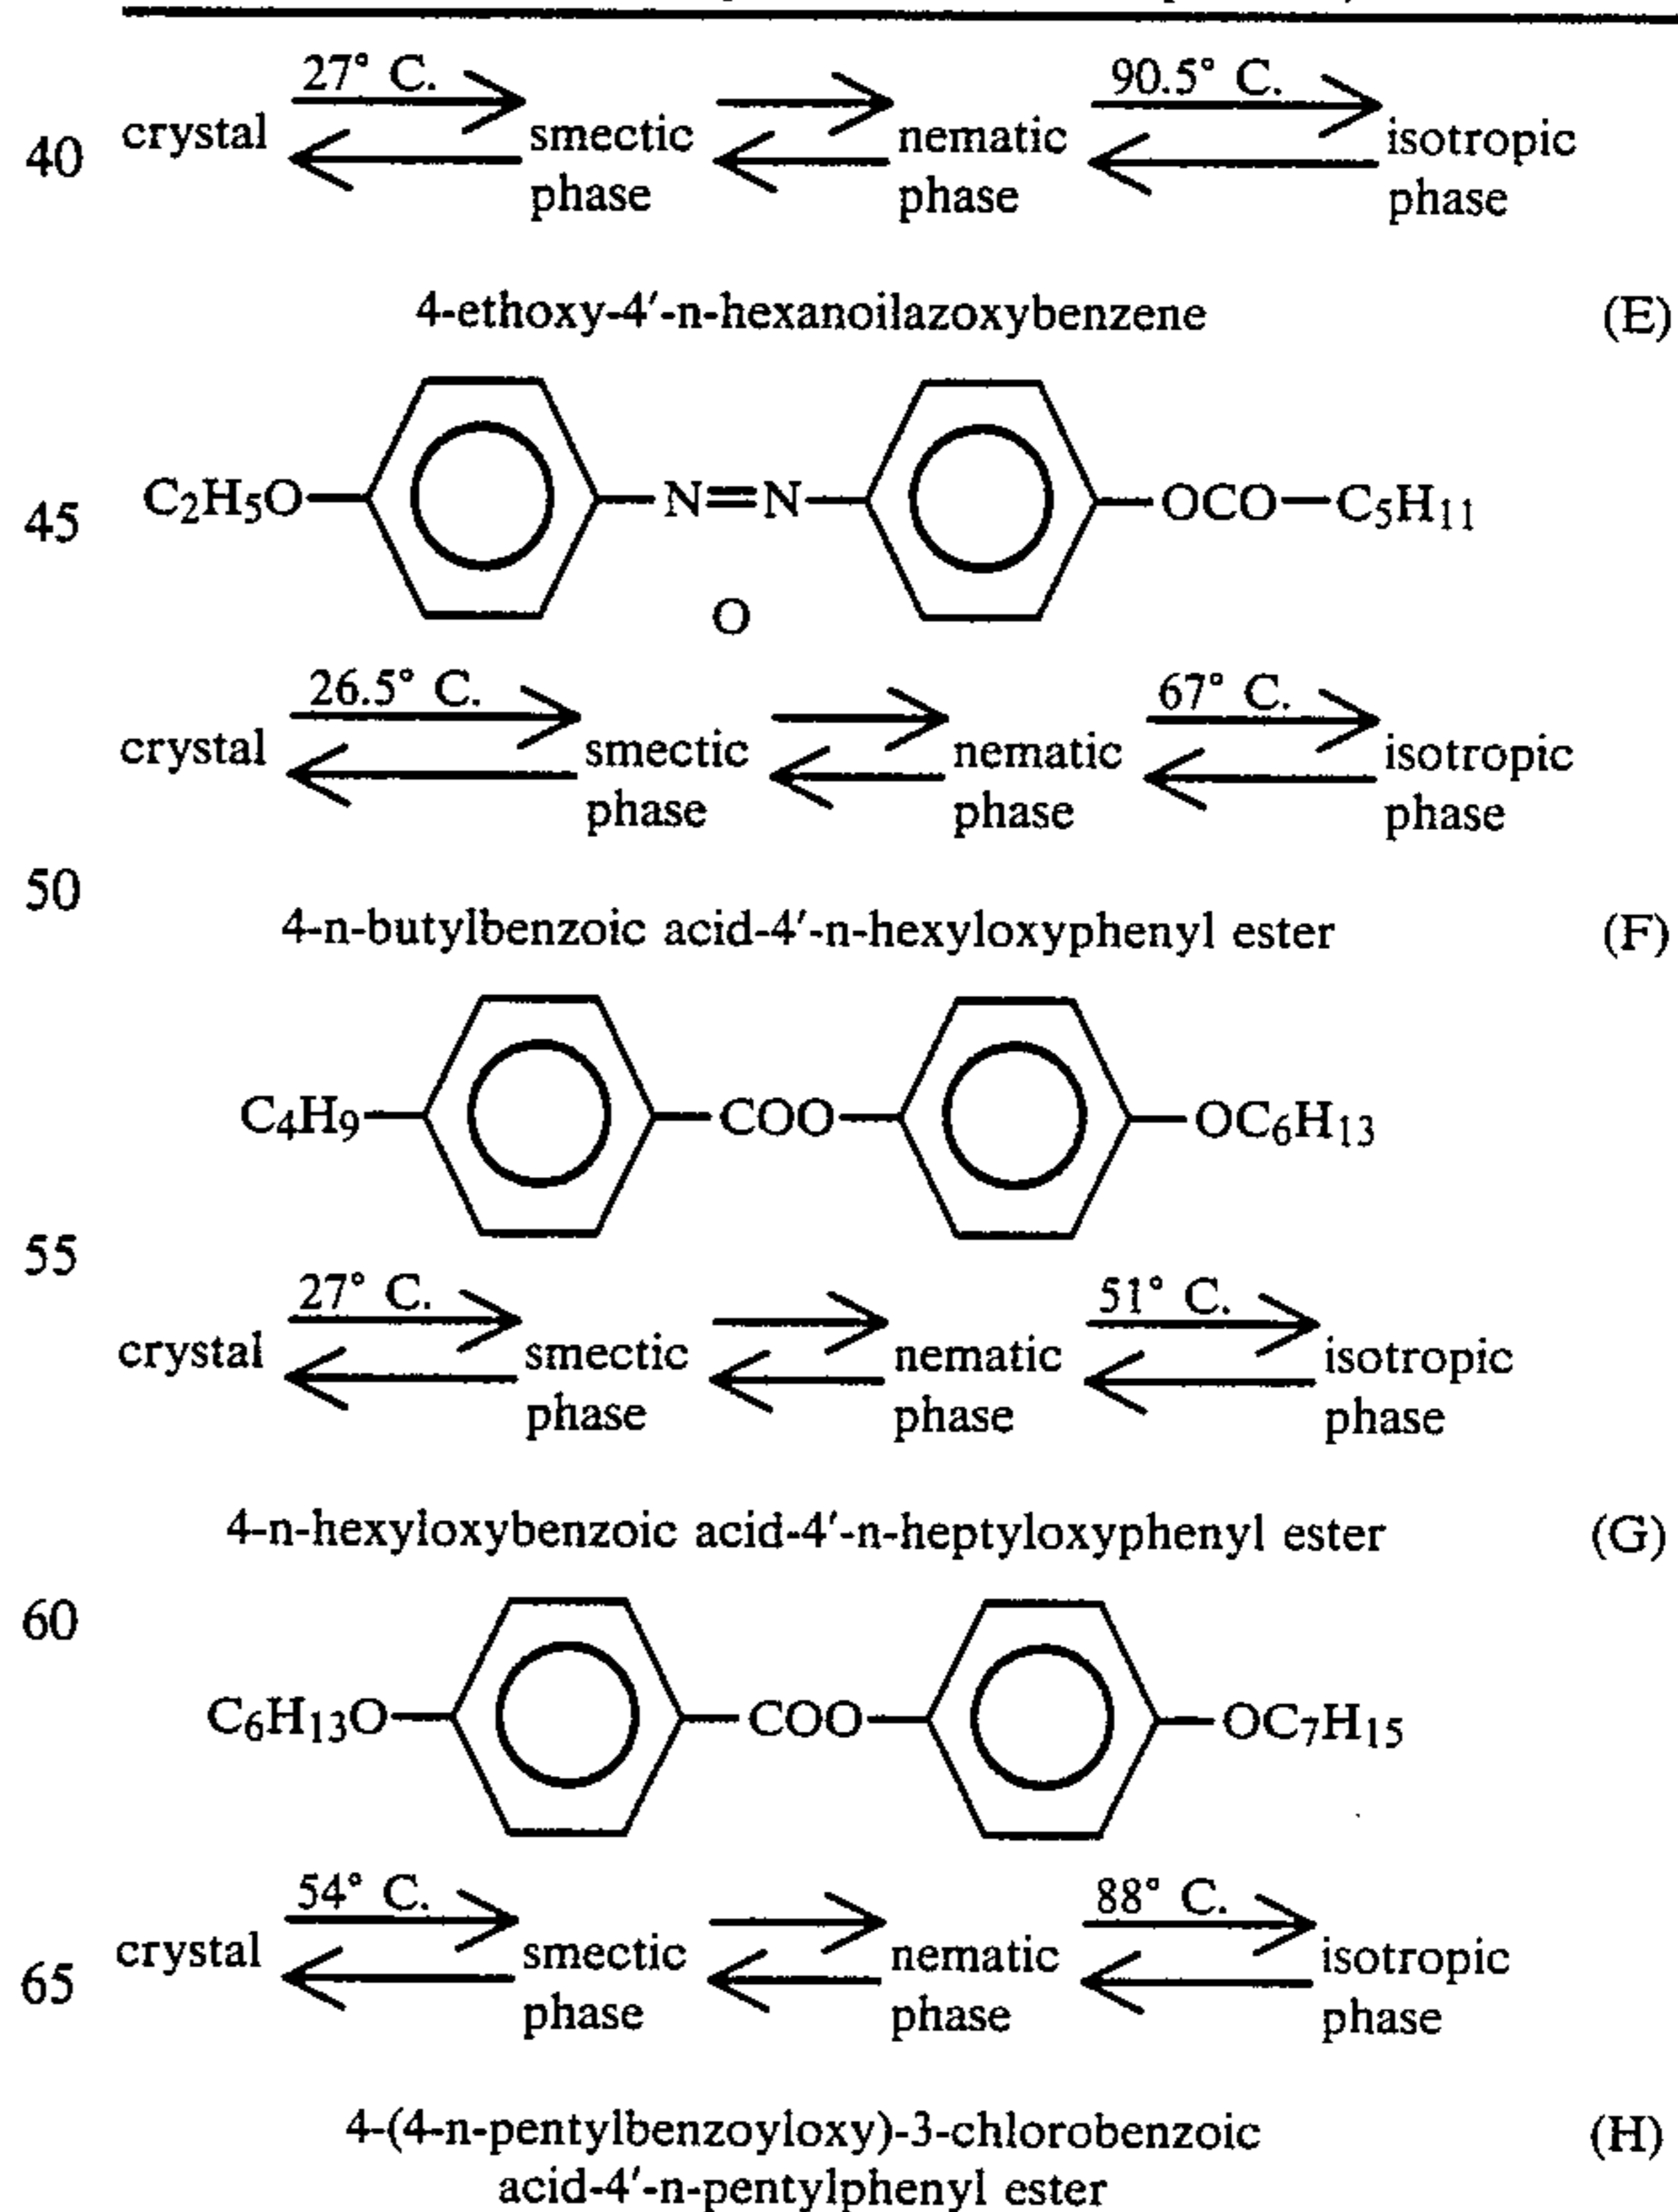 27° C. 90.5° C.
40 crystal smectic phase nematic phase isotropic phase
4-ethoxy-4'-n-hexanoilazoxybenzene (E)
45 C2H5O N=N OCO—C5H11
O
26.5° C. 67° C.
crystal smectic phase nematic phase isotropic phase
50
4-n-butylbenzoic acid-4'-n-hexyloxyphenyl ester (F)
C4H9 COO OC6H13
55
27° C. 51° C.
crystal smectic phase nematic phase isotropic phase
4-n-hexyloxybenzoic acid-4'-n-heptyloxyphenyl ester (G)
60
C6H13O COO OC7H15
54° C. 88° C.
65 crystal smectic phase nematic phase isotropic phase
4-(4-n-pentylbenzoyloxy)-3-chlorobenzoic (H)
acid-4'-n-pentylphenyl ester